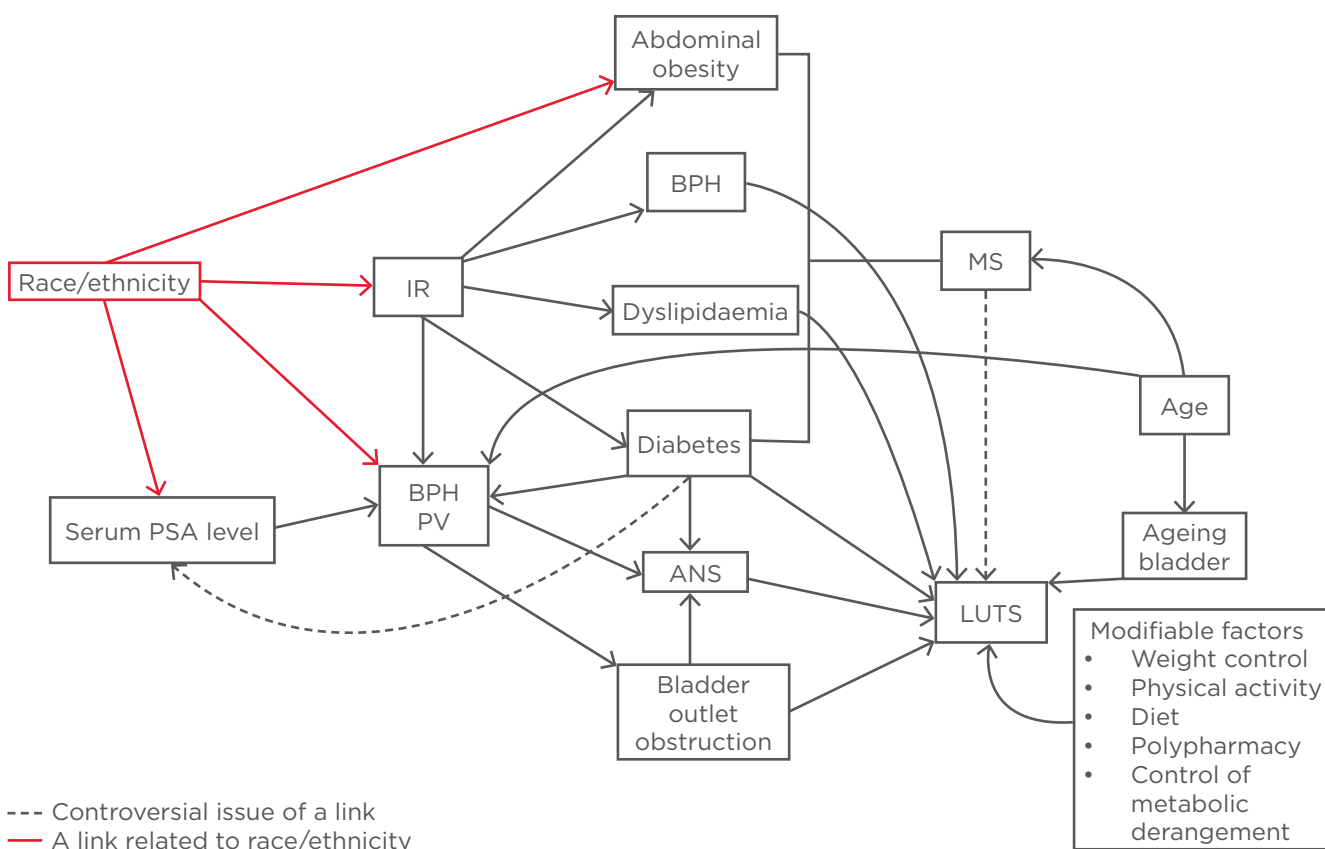 Abdominal
obesity
BPH
MS
Race/ethnicity
IR
Dyslipidaemia
Age
Diabetes
BPH
PV
Serum PSA level
Ageing
bladder
ANS
LUTS
Modifiable factors
• Weight control
• Physical activity
• Diet
• Polypharmacy
• Control of
metabolic
derangement
Bladder
outlet
obstruction
Controversial issue of a link
A link related to race/ethnicity